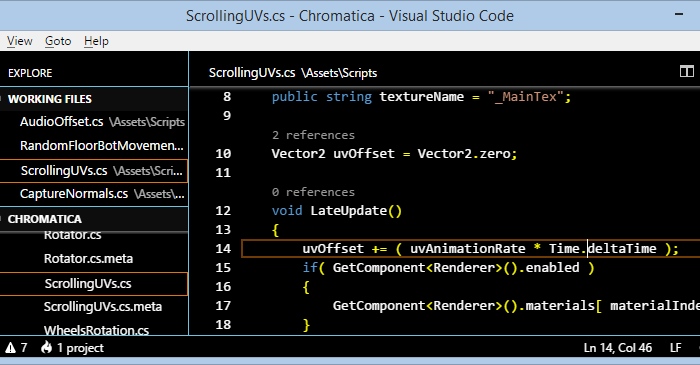 ScrollingUVs.cs - Chromatica - Visual Studio Code
View Goto Help
EXPLORE
WORKING FILES
AudioOffset.cs \Assets\Scripts
RandomFloorBotMovemen...
ScrollingUVs.cs \Assets\Scri...
CaptureNormals.cs \Assets\...
CHROMATICA
Rotator.cs
Rotator.cs.meta
ScrollingUVs.cs
ScrollingUVs.cs.meta
WheelsRotation.cs
ScrollingUVs.cs \Assets\Scripts
8 public string textureName = "_MainTex";
9
2 references
10 Vector2 uvOffset = Vector2.zero;
11
0 references
12 void LateUpdate()
13 {
14 uvOffset += ( uvAnimationRate * Time.deltaTime );
15 if( GetComponent<Renderer>().enabled )
16 {
17 GetComponent<Renderer>().materials[ materialInde
18 }
7 1 project
Ln 14, Col 46 LF